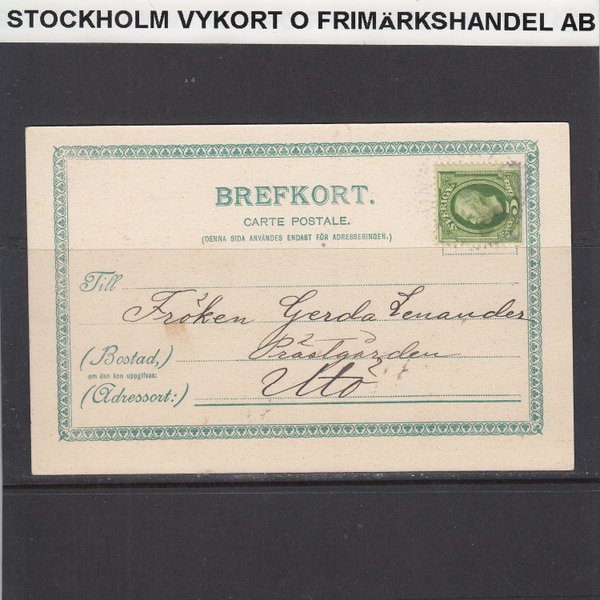 STOCKHOLM VYKORT O FRIMÄRKSHANDEL AB
BREFKORT.
CARTE POSTALE.
(DENNA SIDA ANVÄNDES ENDAST FÖR ADRESSERINGEN.)
SVERIGE
Till
Fröken Gerda Lenander
(Bostad,)
Prästgården
om den kan uppgifvas:
(Adressort:)
Utö